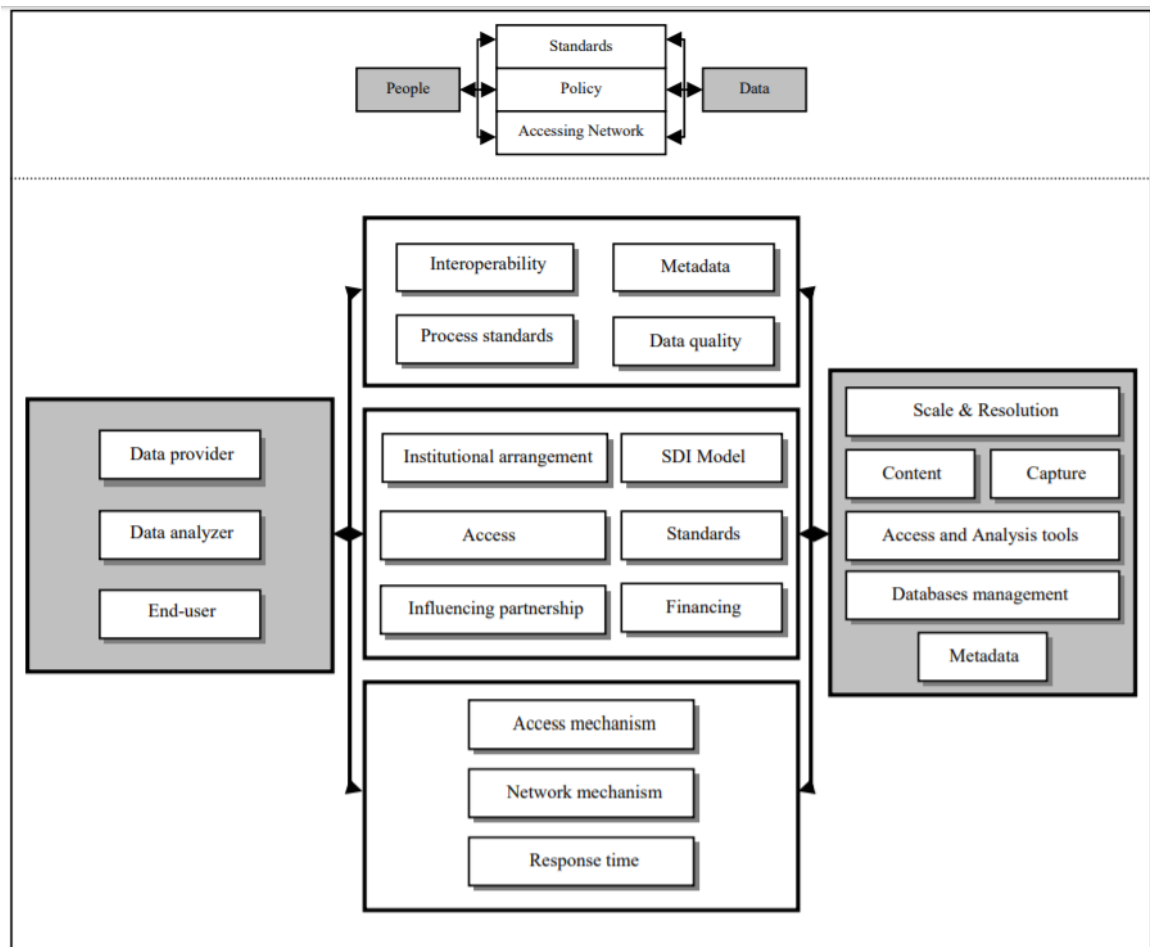 Standards
People
Policy
Data
Accessing Network
Interoperability
Metadata
Process standards
Data quality
Data provider
Data analyzer
End-user
Institutional arrangement
SDI Model
Access
Standards
Influencing partnership
Financing
Scale & Resolution
Content
Capture
Access and Analysis tools
Databases management
Metadata
Access mechanism
Network mechanism
Response time